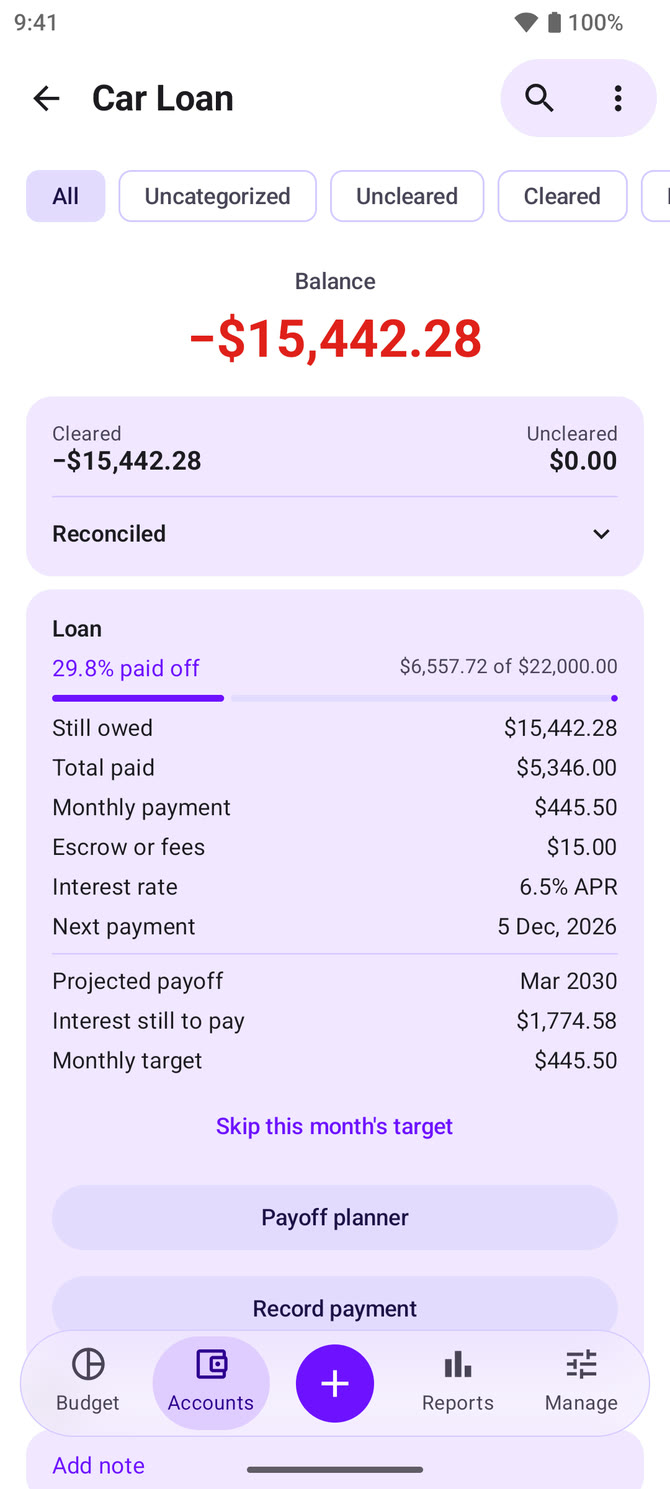 9:41
100%
Car Loan
All
Uncategorized
Uncleared
Cleared
Balance
−$15,442.28
Cleared
Uncleared
−$15,442.28
$0.00
Reconciled
Loan
29.8% paid off
$6,557.72 of $22,000.00
Still owed
$15,442.28
Total paid
$5,346.00
Monthly payment
$445.50
Escrow or fees
$15.00
Interest rate
6.5% APR
Next payment
5 Dec, 2026
Projected payoff
Mar 2030
Interest still to pay
$1,774.58
Monthly target
$445.50
Skip this month's target
Payoff planner
Record payment
Budget
Accounts
Reports
Manage
Add note